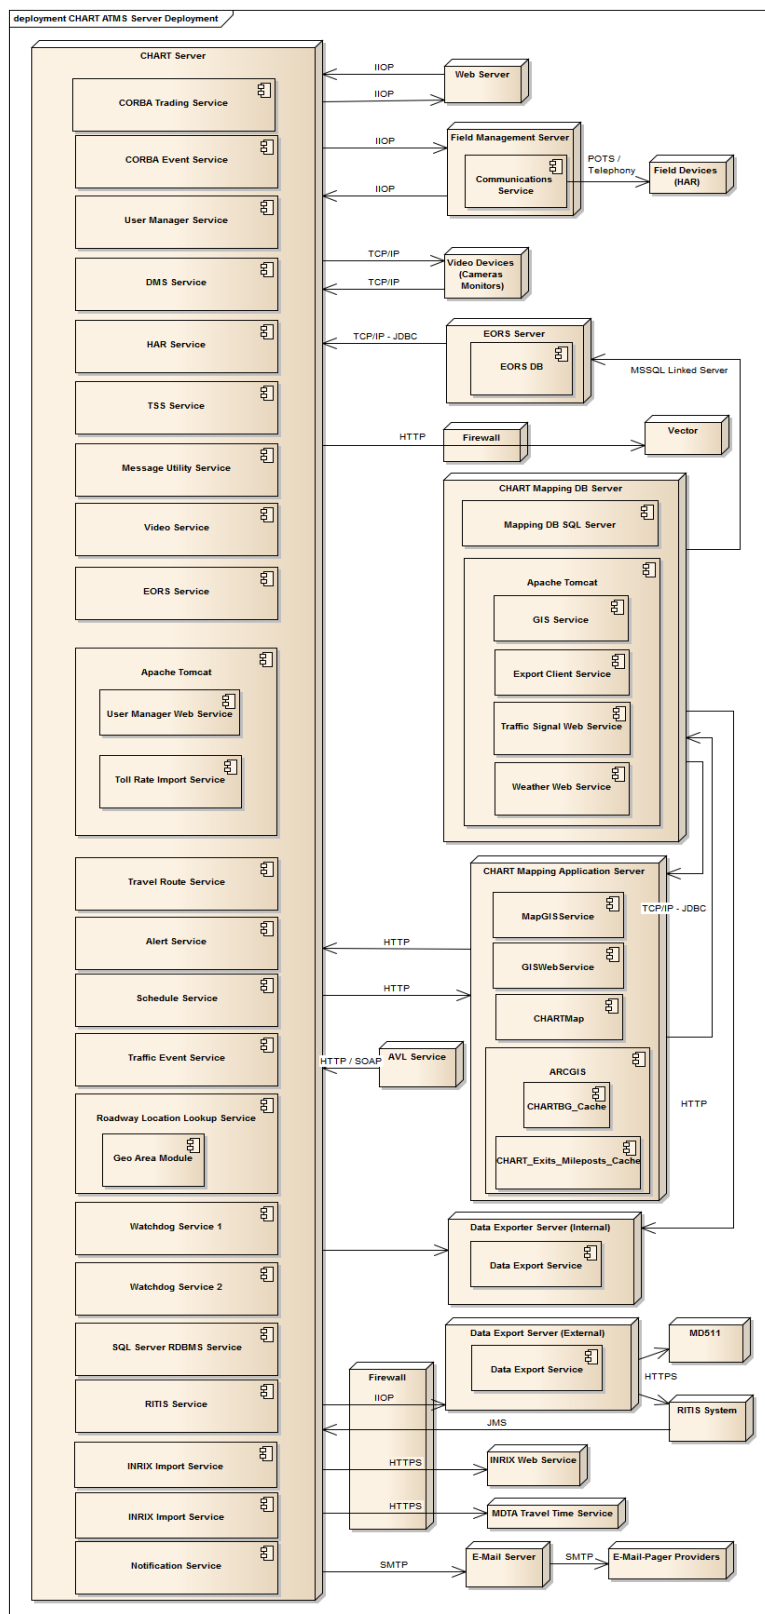 deployment CHART ATMS Server Deployment
CHART Server
CORBA Trading Service
CORBA Event Service
User Manager Service
DMS Service
HAR Service
TSS Service
Message Utility Service
Video Service
EORS Service
Apache Tomcat
User Manager Web Service
Toll Rate Import Service
Travel Route Service
Alert Service
Schedule Service
Traffic Event Service
Roadway Location Lookup Service
Geo Area Module
Watchdog Service 1
Watchdog Service 2
SQL Server RDBMS Service
RITIS Service
INRIX Import Service
INRIX Import Service
Notification Service
IIOP
IIOP
Web Server
IIOP
IIOP
Field Management Server
Communications
Service
POTS /
Telephony
Field Devices
(HAR)
TCP/IP
TCP/IP
Video Devices
(Cameras
Monitors)
TCP/IP - JDBC
EORS Server
EORS DB
MSSQL Linked Server
HTTP
Firewall
Vector
CHART Mapping DB Server
Mapping DB SQL Server
Apache Tomcat
GIS Service
Export Client Service
Traffic Signal Web Service
Weather Web Service
CHART Mapping Application Server
MapGISService
GISWebService
CHARTMap
ARCGIS
CHARTBG_Cache
CHART_Exits_Mileposts_Cache
TCP/IP - JDBC
HTTP
HTTP
HTTP
HTTP / SOAP
AVL Service
Data Exporter Server (Internal)
Data Export Service
Data Export Server (External)
Data Export Service
MD511
HTTPS
RITIS System
Firewall
IIOP
JMS
HTTPS
INRIX Web Service
HTTPS
MDTA Travel Time Service
SMTP
E-Mail Server
SMTP
E-Mail-Pager Providers